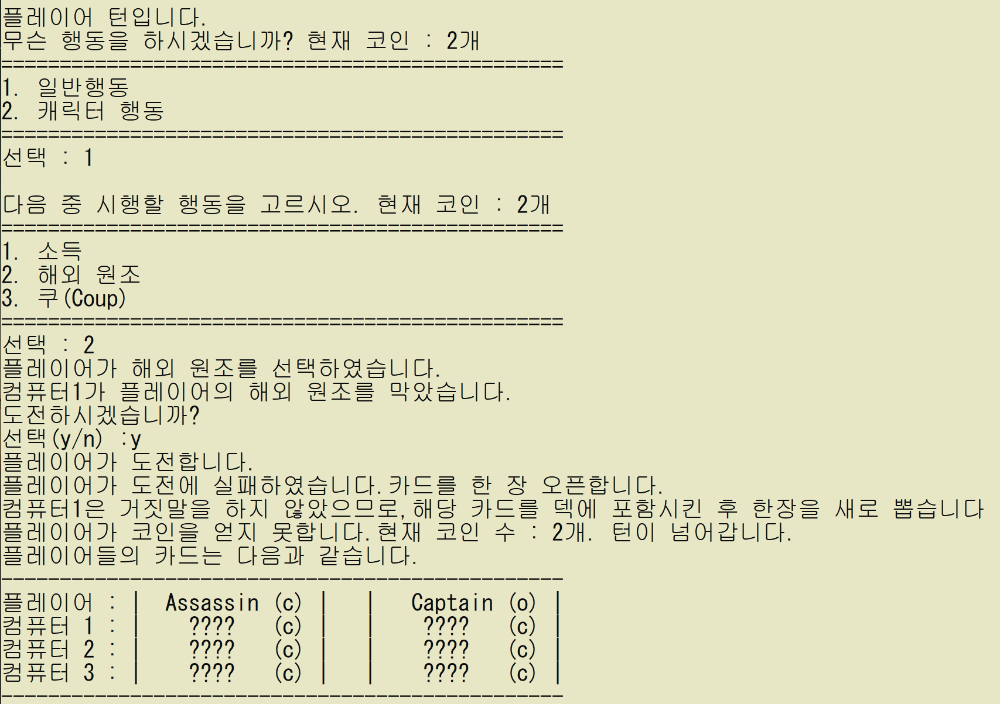 플레이어 턴입니다.
무슨 행동을 하시겠습니까? 현재 코인 : 2개
================================================
1. 일반행동
2. 캐릭터 행동
================================================
선택 : 1
다음 중 시행할 행동을 고르시오. 현재 코인 : 2개
================================================
1. 소득
2. 해외 원조
3. 쿠(Coup)
================================================
선택 : 2
플레이어가 해외 원조를 선택하였습니다.
컴퓨터1가 플레이어의 해외 원조를 막았습니다.
도전하시겠습니까?
선택(y/n) :y
플레이어가 도전합니다.
플레이어가 도전에 실패하였습니다.카드를 한 장 오픈합니다.
컴퓨터1은 거짓말을 하지 않았으므로,해당 카드를 덱에 포함시킨 후 한장을 새로 뽑습니다
플레이어가 코인을 얻지 못합니다.현재 코인 수 : 2개. 턴이 넘어갑니다.
플레이어들의 카드는 다음과 같습니다.
------------------------------------------------
플레이어 : |  Assassin (c) |   |   Captain (o) |
컴퓨터 1 : |    ????   (c) |   |    ????   (c) |
컴퓨터 2 : |    ????   (c) |   |    ????   (c) |
컴퓨터 3 : |    ????   (c) |   |    ????   (c) |
------------------------------------------------